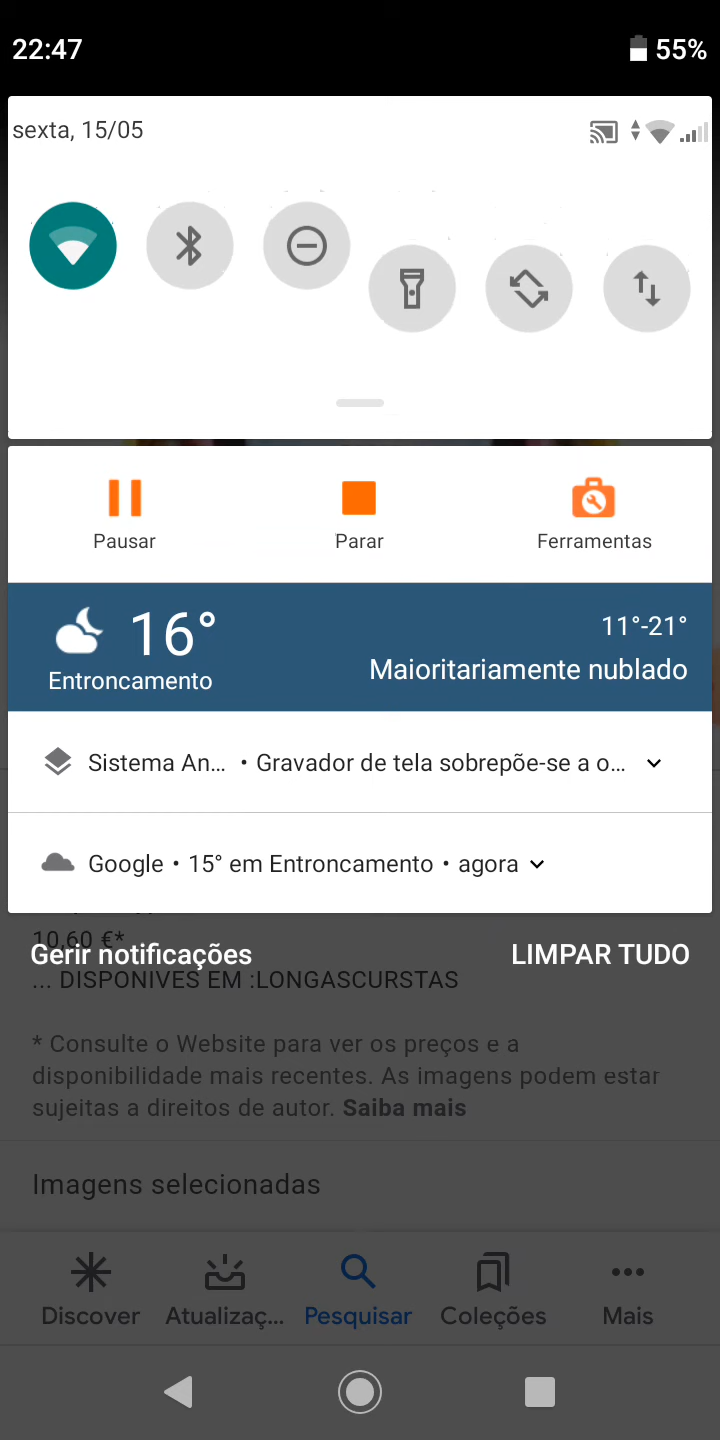 22:47
55%
sexta, 15/05
Pausar
Parar
Ferramentas
16°
11°-21°
Entroncamento
Maioritariamente nublado
Sistema An... • Gravador de tela sobrepõe-se a o...
Google • 15° em Entroncamento • agora
10,60 €*
Gerir notificações
LIMPAR TUDO
... DISPONIVES EM :LONGASCURSTAS
* Consulte o Website para ver os preços e a
disponibilidade mais recentes. As imagens podem estar
sujeitas a direitos de autor. Saiba mais
Imagens selecionadas
Discover
Atualizaç...
Pesquisar
Coleções
Mais